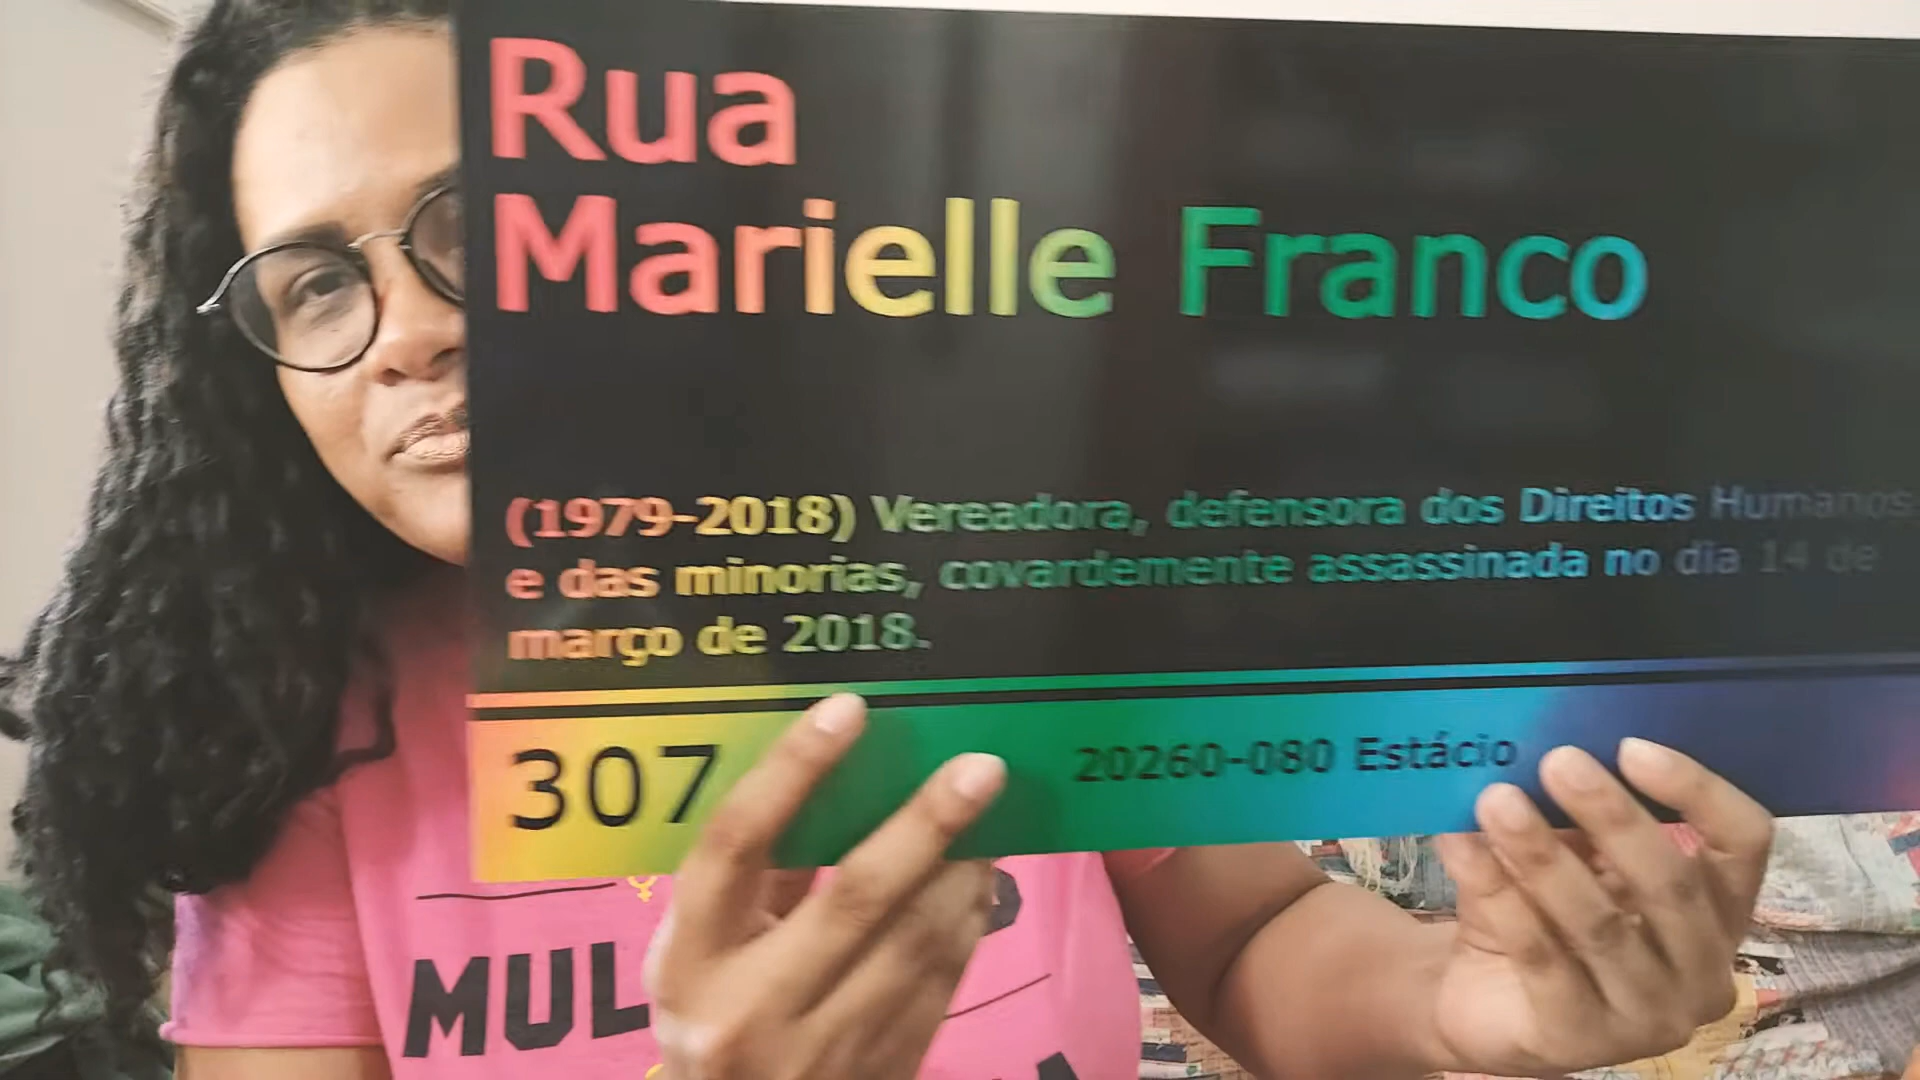 Rua
Marielle Franco
(1979-2018) Vereadora, defensora dos Direitos Humanos
e das minorias, covardemente assassinada no dia 14 de
março de 2018.
307
20260-080 Estácio
MUL